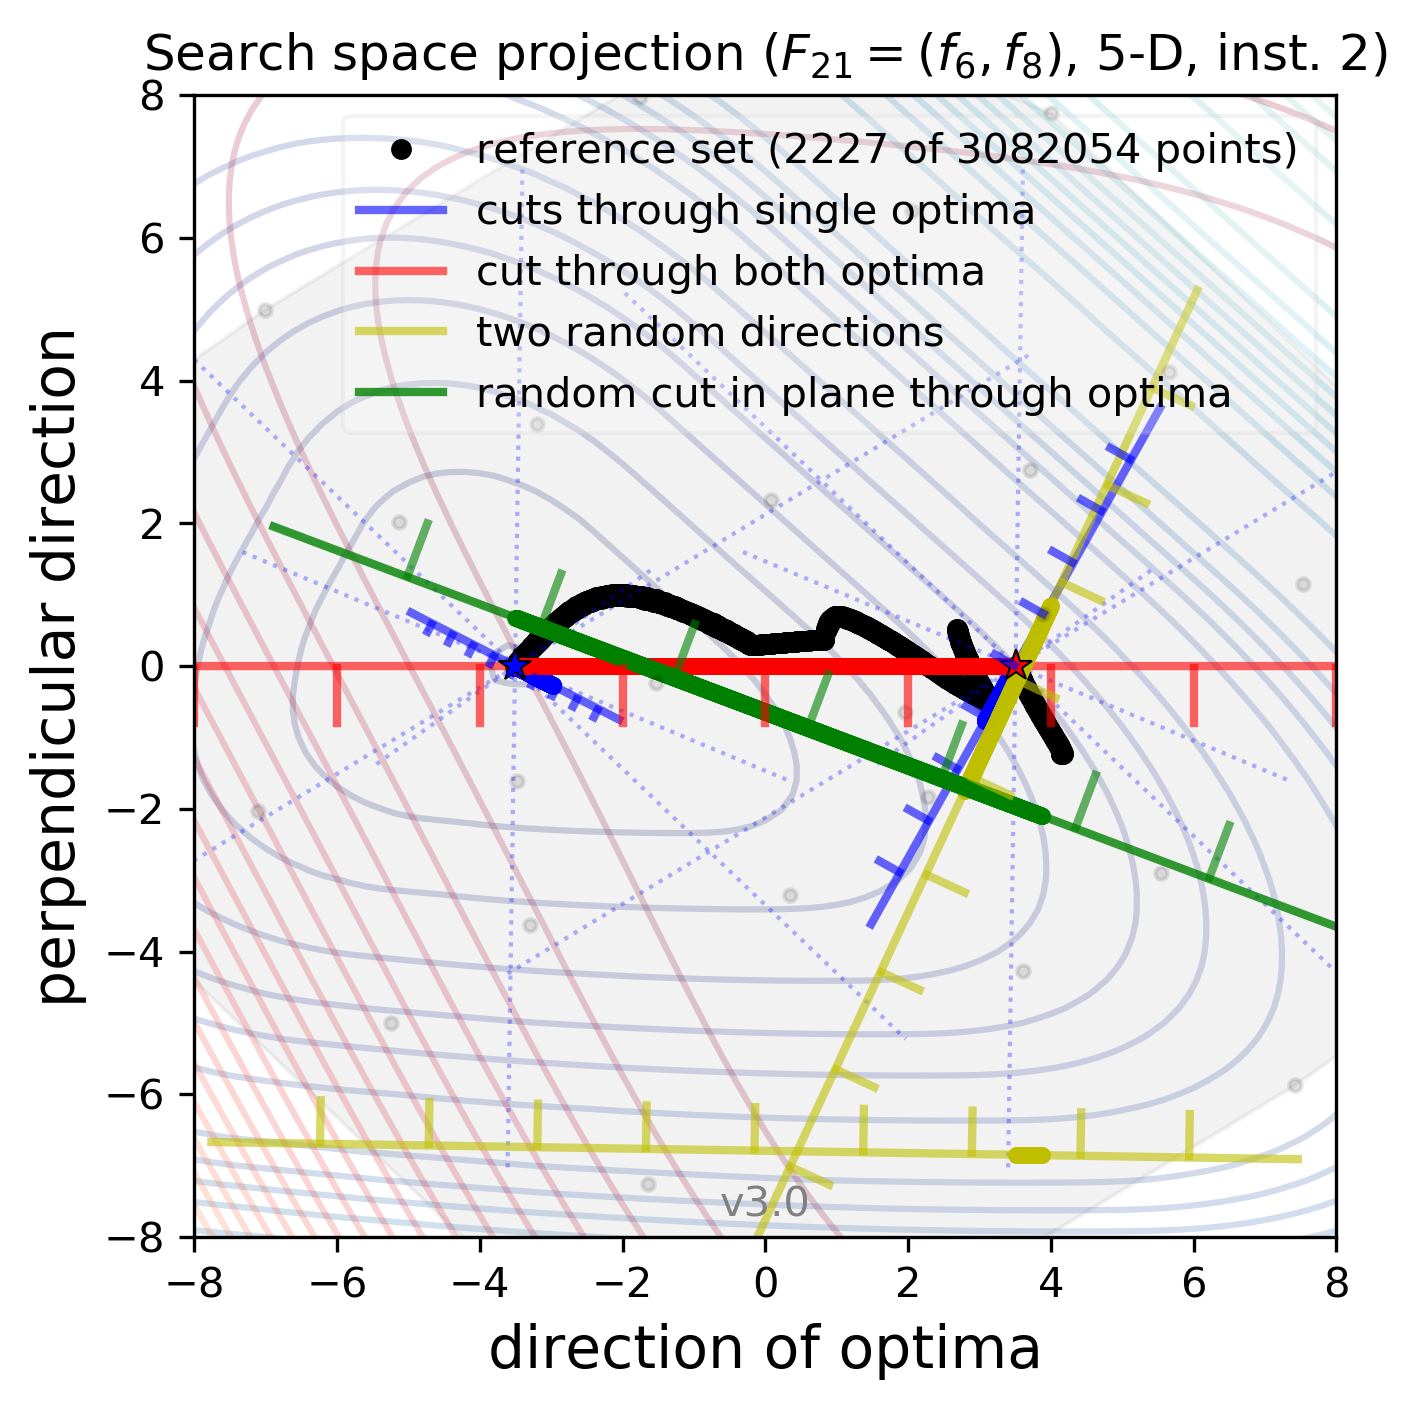 Search space projection (F₂₁ = (f₆, f₈), 5-D, inst. 2)
reference set (2227 of 3082054 points)
cuts through single optima
cut through both optima
two random directions
random cut in plane through optima
8
6
4
2
0
−2
−4
−6
−8
perpendicular direction
v3.0
−8 −6 −4 −2 0 2 4 6 8
direction of optima